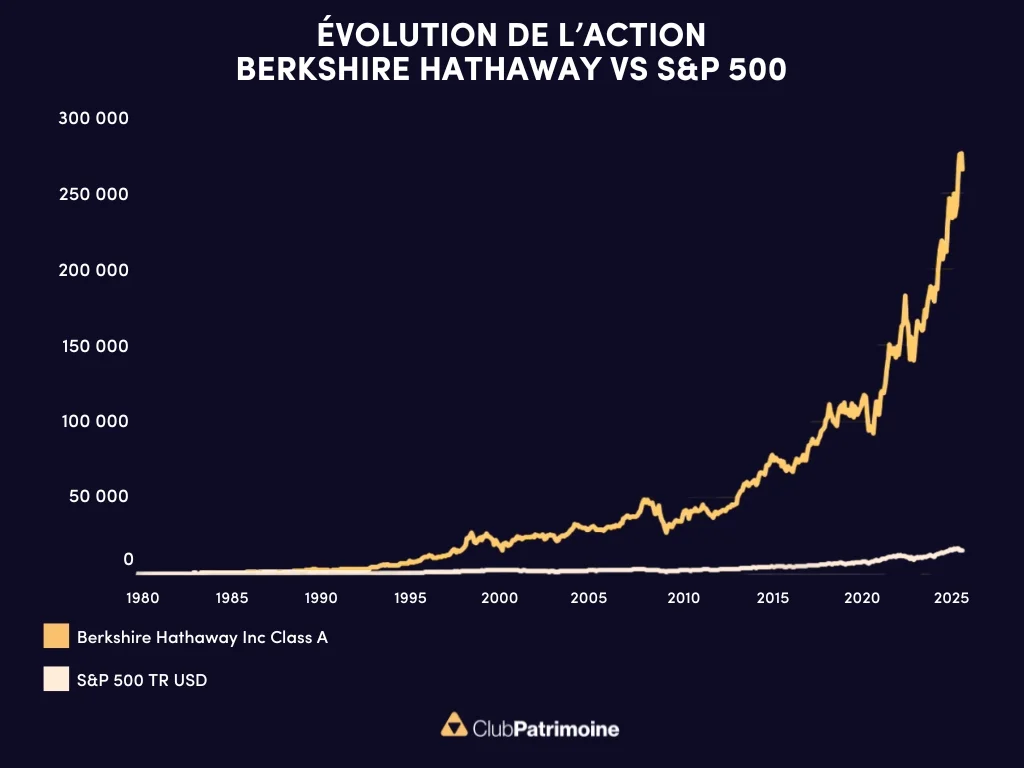 ÉVOLUTION DE L’ACTION
BERKSHIRE HATHAWAY VS S&P 500
300 000
250 000
200 000
150 000
100 000
50 000
0
1980 1985 1990 1995 2000 2005 2010 2015 2020 2025
Berkshire Hathaway Inc Class A
S&P 500 TR USD
ClubPatrimoine